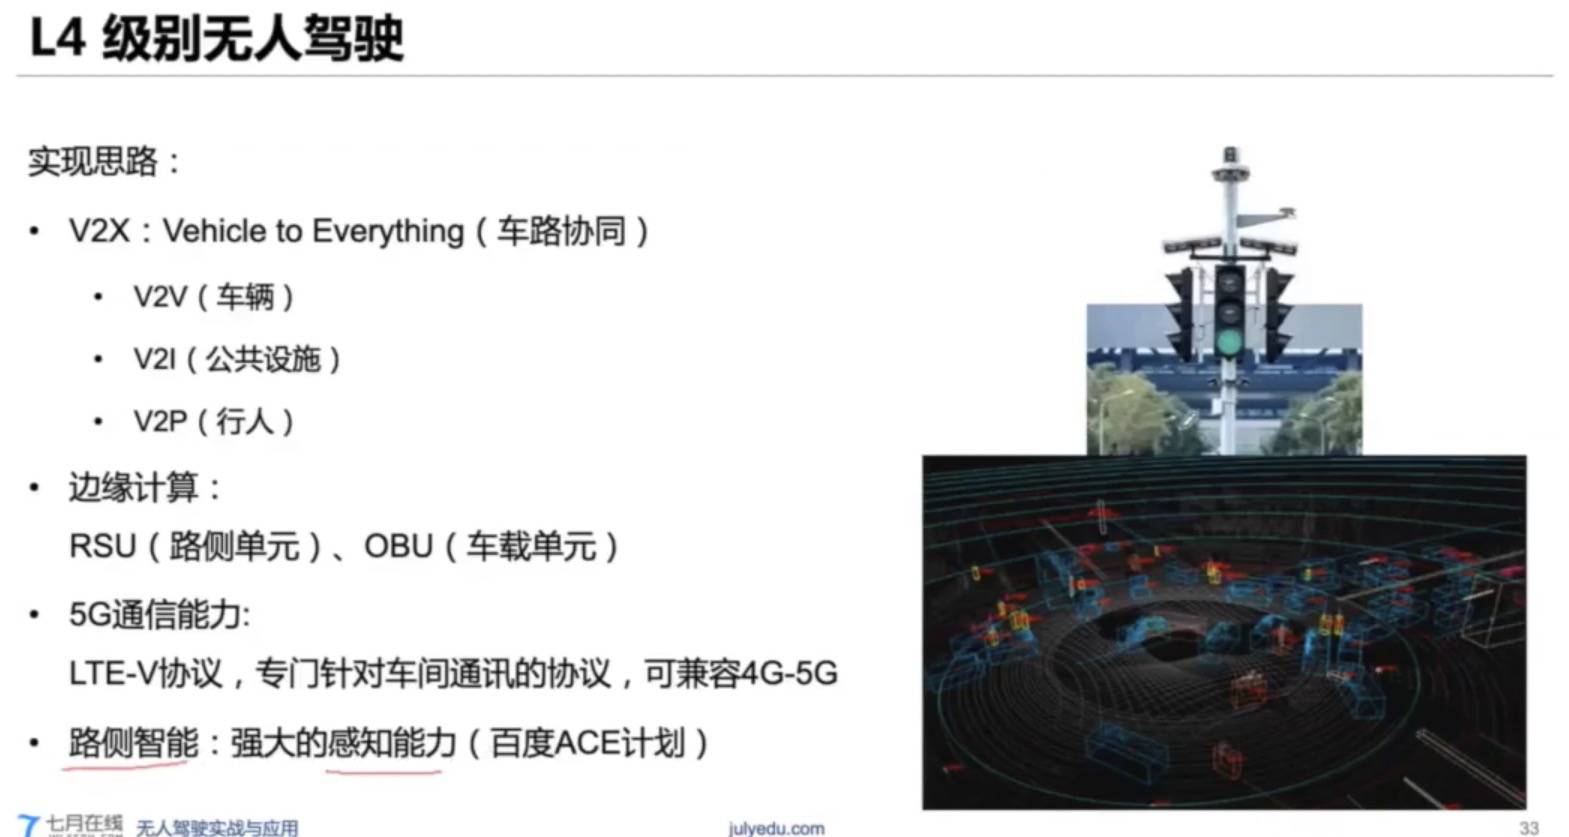 L4 级别无人驾驶
实现思路：
• V2X：Vehicle to Everything（车路协同）
• V2V（车辆）
• V2I（公共设施）
• V2P（行人）
• 边缘计算：
RSU（路侧单元）、OBU（车载单元）
• 5G通信能力:
LTE-V协议，专门针对车间通讯的协议，可兼容4G-5G
• 路侧智能：强大的感知能力（百度ACE计划）
七月在线
无人驾驶实战与应用
julyedu.com
33